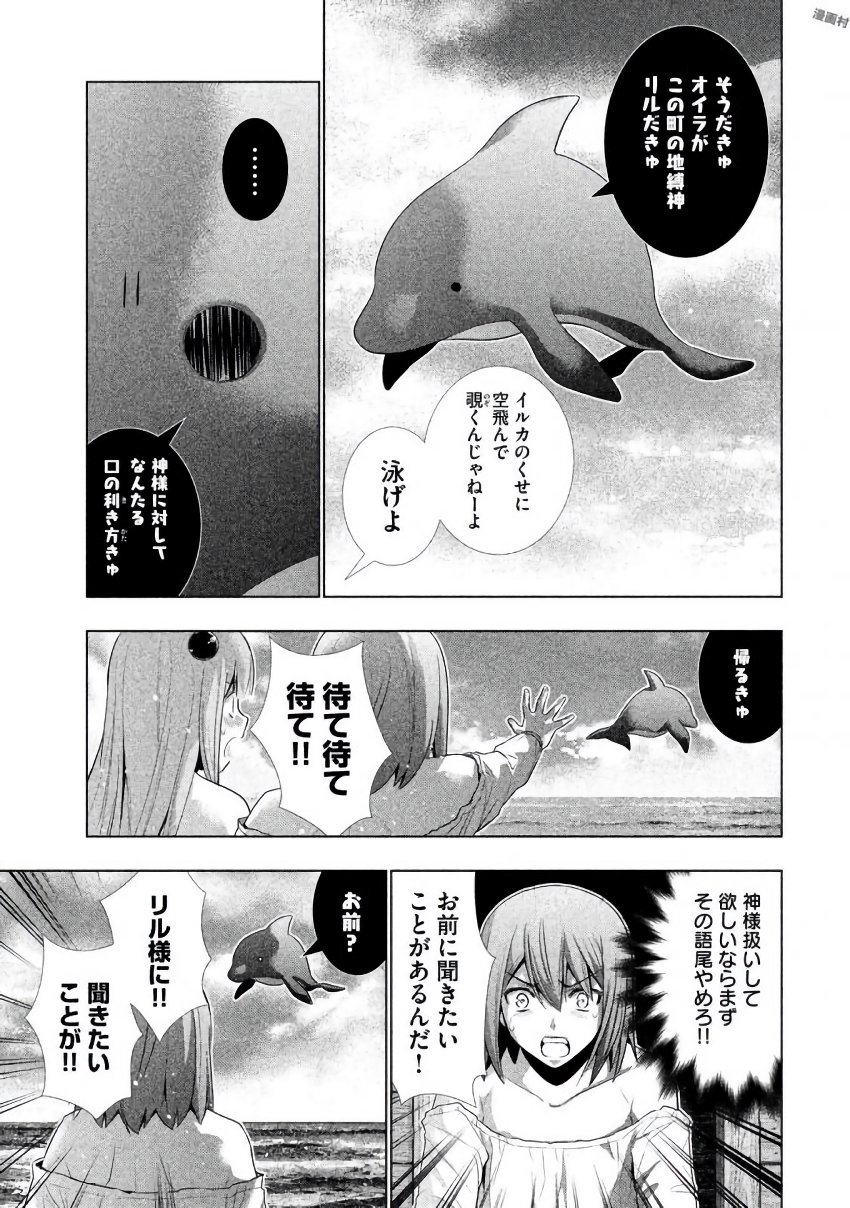 漫画村
そうだきゅ
オイラが
この町の地縛神
リルだきゅ
イルカのくせに
空飛んで
覗くんじゃねーよ
のぞ
泳げよ
……
神様に対して
なんたる
口の利き方きゅ
き
かた
帰るきゅ
待て待て
待て!!
神様扱いして
欲しいならまず
その語尾やめろ!!
お前に聞きたい
ことがあるんだ!
お前?
リル様に!!
聞きたい
ことが!!